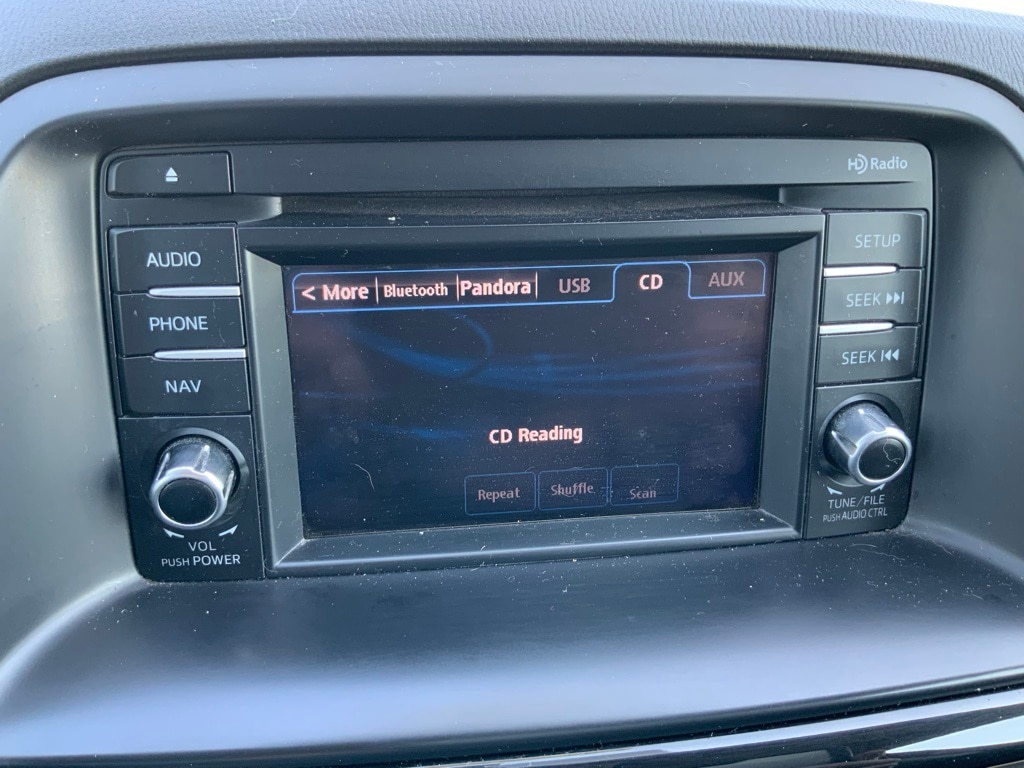 HD Radio
AUDIO
PHONE
NAV
VOL
PUSH POWER
< More Bluetooth Pandora USB CD AUX
CD Reading
Repeat Shuffle Scan
SETUP
SEEK
SEEK
TUNE/FILE
PUSH AUDIO CTRL